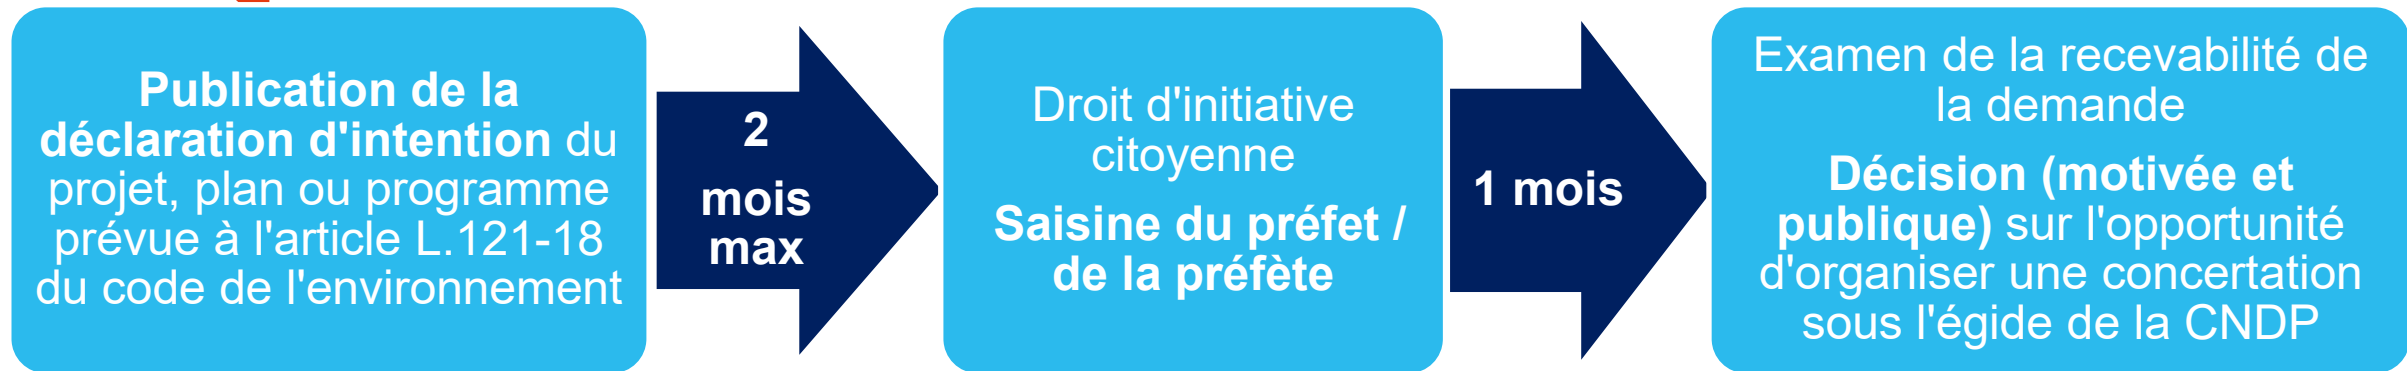 Publication de la
déclaration d'intention du
projet, plan ou programme
prévue à l'article L.121-18
du code de l'environnement
2
mois
max
Droit d'initiative
citoyenne
Saisine du préfet /
de la préfète
1 mois
Examen de la recevabilité de
la demande
Décision (motivée et
publique) sur l'opportunité
d'organiser une concertation
sous l'égide de la CNDP